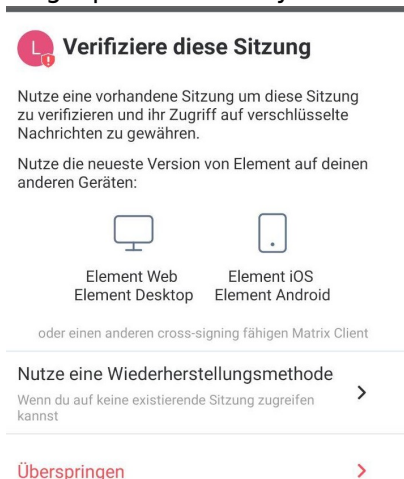 L
Verifiziere diese Sitzung
Nutze eine vorhandene Sitzung um diese Sitzung
zu verifizieren und ihr Zugriff auf verschlüsselte
Nachrichten zu gewähren.
Nutze die neueste Version von Element auf deinen
anderen Geräten:
Element Web
Element Desktop
Element iOS
Element Android
oder einen anderen cross-signing fähigen Matrix Client
Nutze eine Wiederherstellungsmethode
Wenn du auf keine existierende Sitzung zugreifen
kannst
Überspringen